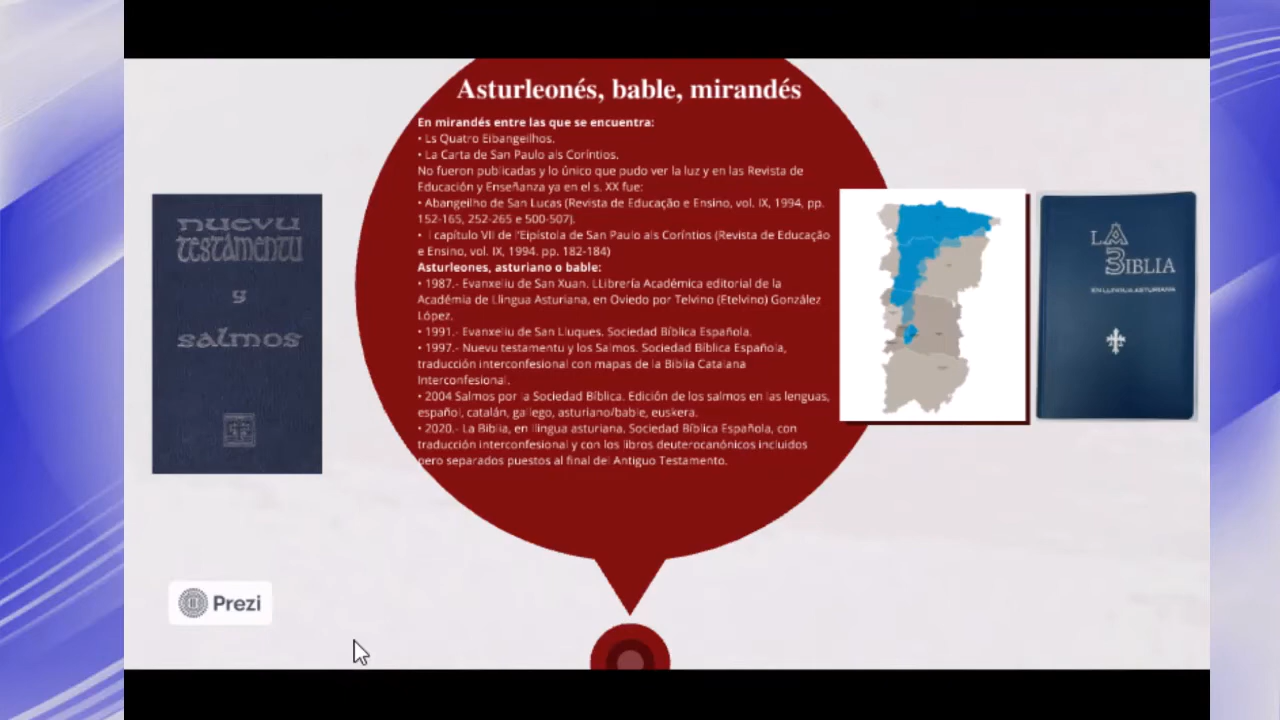 Asturleonés, bable, mirandés
En mirandés entre las que se encuentra:
• Ls Quatro Eibangeilhos.
• La Carta de San Paulo als Coríntios.
No fueron publicadas y lo único que pudo ver la luz y en las Revista de
Educación y Enseñanza ya en el s. XX fue:
• Abangeilho de San Lucas (Revista de Educação e Ensino, vol. IX, 1994, pp.
152-165, 252-265 e 500-507).
• l capítulo VII de l'Eipístola de San Paulo als Coríntios (Revista de Educação
e Ensino, vol. IX, 1994. pp. 182-184)
Asturleones, asturiano o bable:
• 1987.- Evanxeliu de San Xuan. LLibrería Académica editorial de la
Académia de Llingua Asturiana, en Oviedo por Telvino (Etelvino) González
López.
• 1991.- Evanxeliu de San Lluques. Sociedad Bíblica Española.
• 1997.- Nuevu testamentu y los Salmos. Sociedad Bíblica Española,
traducción interconfesional con mapas de la Biblia Catalana
Interconfesional.
• 2004 Salmos por la Sociedad Bíblica. Edición de los salmos en las lenguas,
español, catalán, gallego, asturiano/bable, euskera.
• 2020.- La Biblia, en llingua asturiana. Sociedad Bíblica Española, con
traducción interconfesional y con los libros deuterocanónicos incluidos
pero separados puestos al final del Antiguo Testamento.
nuevu
testamentu
y
salmos
LA
BIBLIA
EN LLINGUA ASTURIANA
Prezi